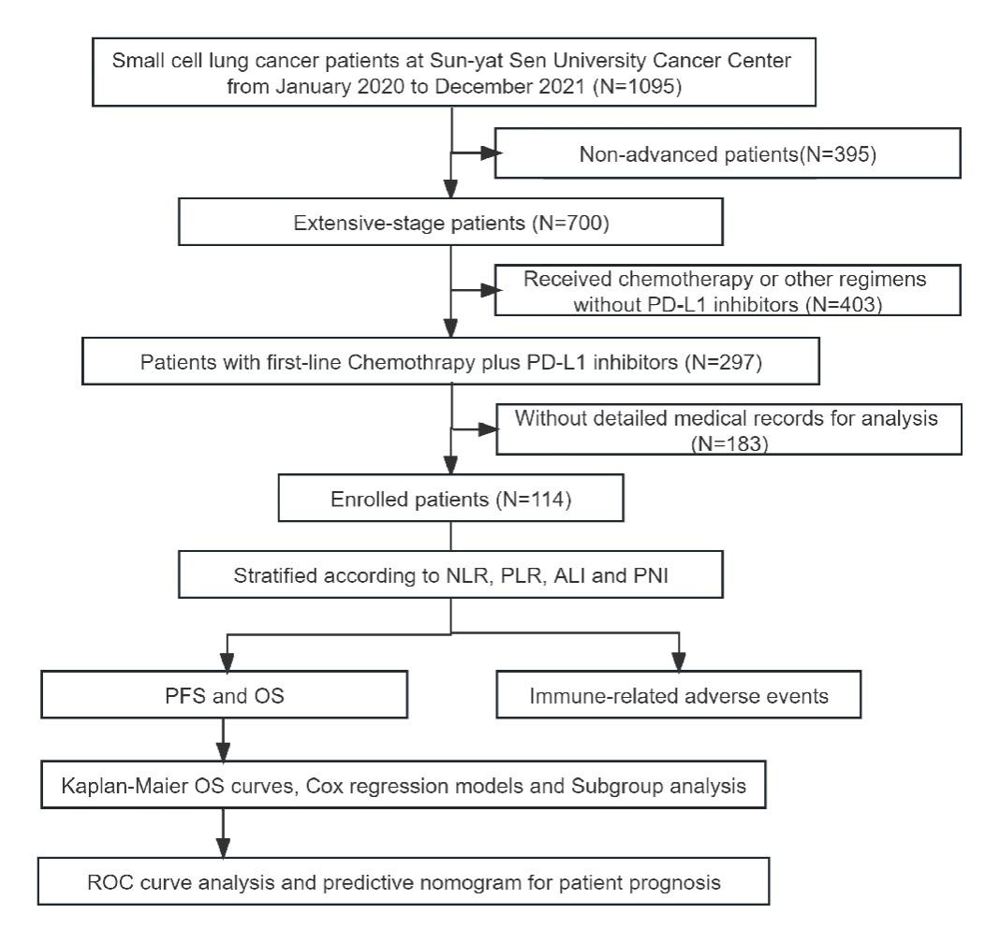 Small cell lung cancer patients at Sun-yat Sen University Cancer Center
from January 2020 to December 2021 (N=1095)
Non-advanced patients(N=395)
Extensive-stage patients (N=700)
Received chemotherapy or other regimens
without PD-L1 inhibitors (N=403)
Patients with first-line Chemothrapy plus PD-L1 inhibitors (N=297)
Without detailed medical records for analysis
(N=183)
Enrolled patients (N=114)
Stratified according to NLR, PLR, ALI and PNI
PFS and OS
Immune-related adverse events
Kaplan-Maier OS curves, Cox regression models and Subgroup analysis
ROC curve analysis and predictive nomogram for patient prognosis